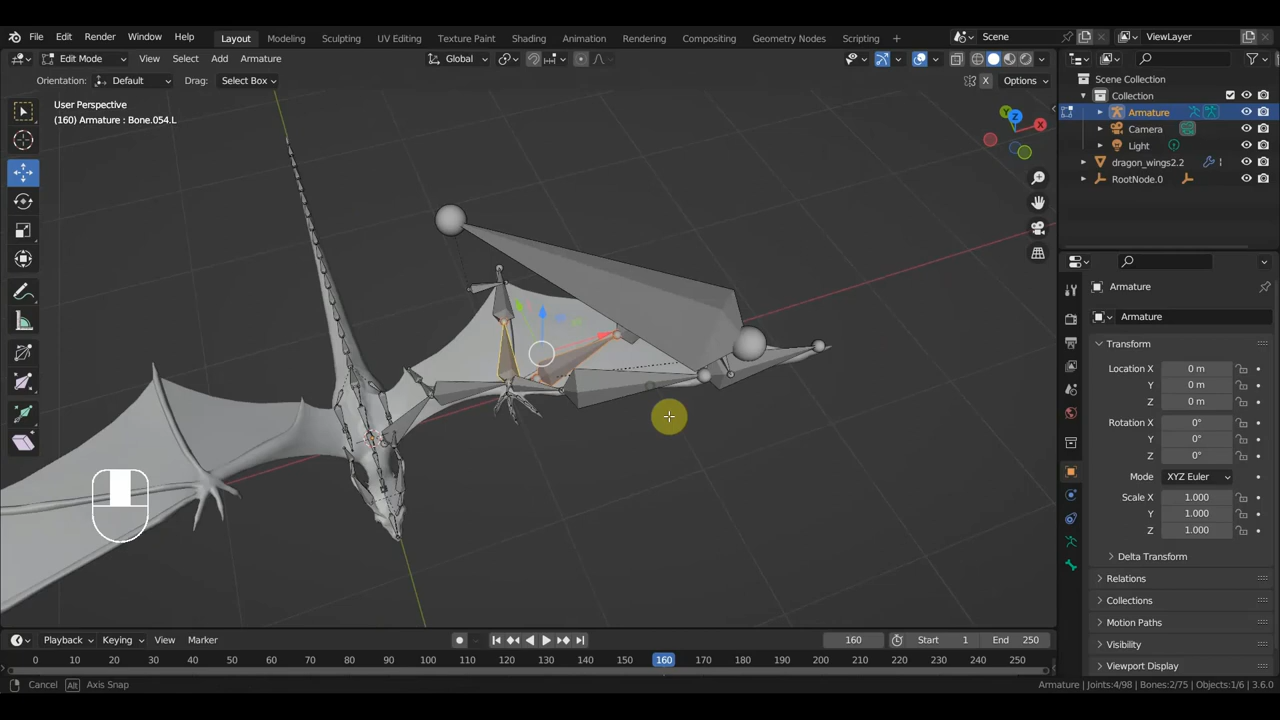 File Edit Render Window Help Layout Modeling Sculpting UV Editing Texture Paint Shading Animation Rendering Compositing Geometry Nodes Scripting + Scene ViewLayer
Edit Mode View Select Add Armature Global
Options
Orientation: Default Drag: Select Box X
User Perspective
(160) Armature : Bone.054.L
Z
Y
X
Scene Collection
Collection
Armature
Camera
Light
dragon_wings2.2
RootNode.0
Armature
Armature
Transform
Location X 0 m
Y 0 m
Z 0 m
Rotation X 0°
Y 0°
Z 0°
Mode XYZ Euler
Scale X 1.000
Y 1.000
Z 1.000
Delta Transform
Relations
Collections
Motion Paths
Visibility
Viewport Display
Playback Keying View Marker 160 Start 1 End 250
0 10 20 30 40 50 60 70 80 90 100 110 120 130 140 150 160 170 180 190 200 210 220 230 240 250
Cancel Alt Axis Snap Armature | Joints:4/98 | Bones:2/75 | Objects:1/6 | 3.6.0